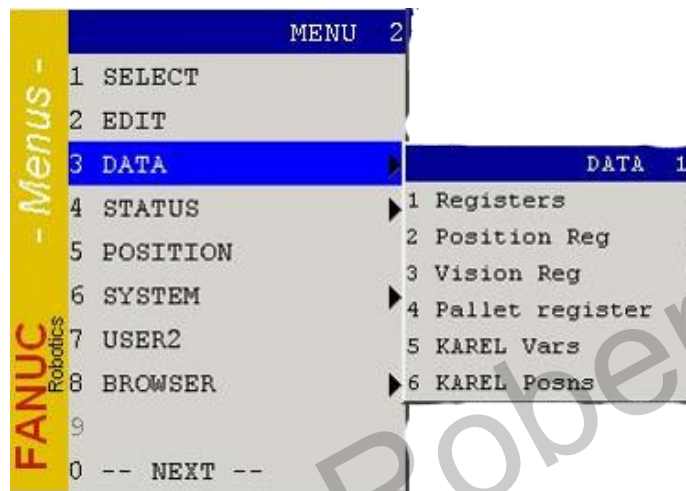 - Menus -
FANUC
Robotics
MENU 2
1 SELECT
2 EDIT
3 DATA
4 STATUS
5 POSITION
6 SYSTEM
7 USER2
8 BROWSER
9
0 -- NEXT --
DATA 1
1 Registers
2 Position Reg
3 Vision Reg
4 Pallet register
5 KAREL Vars
6 KAREL Posns